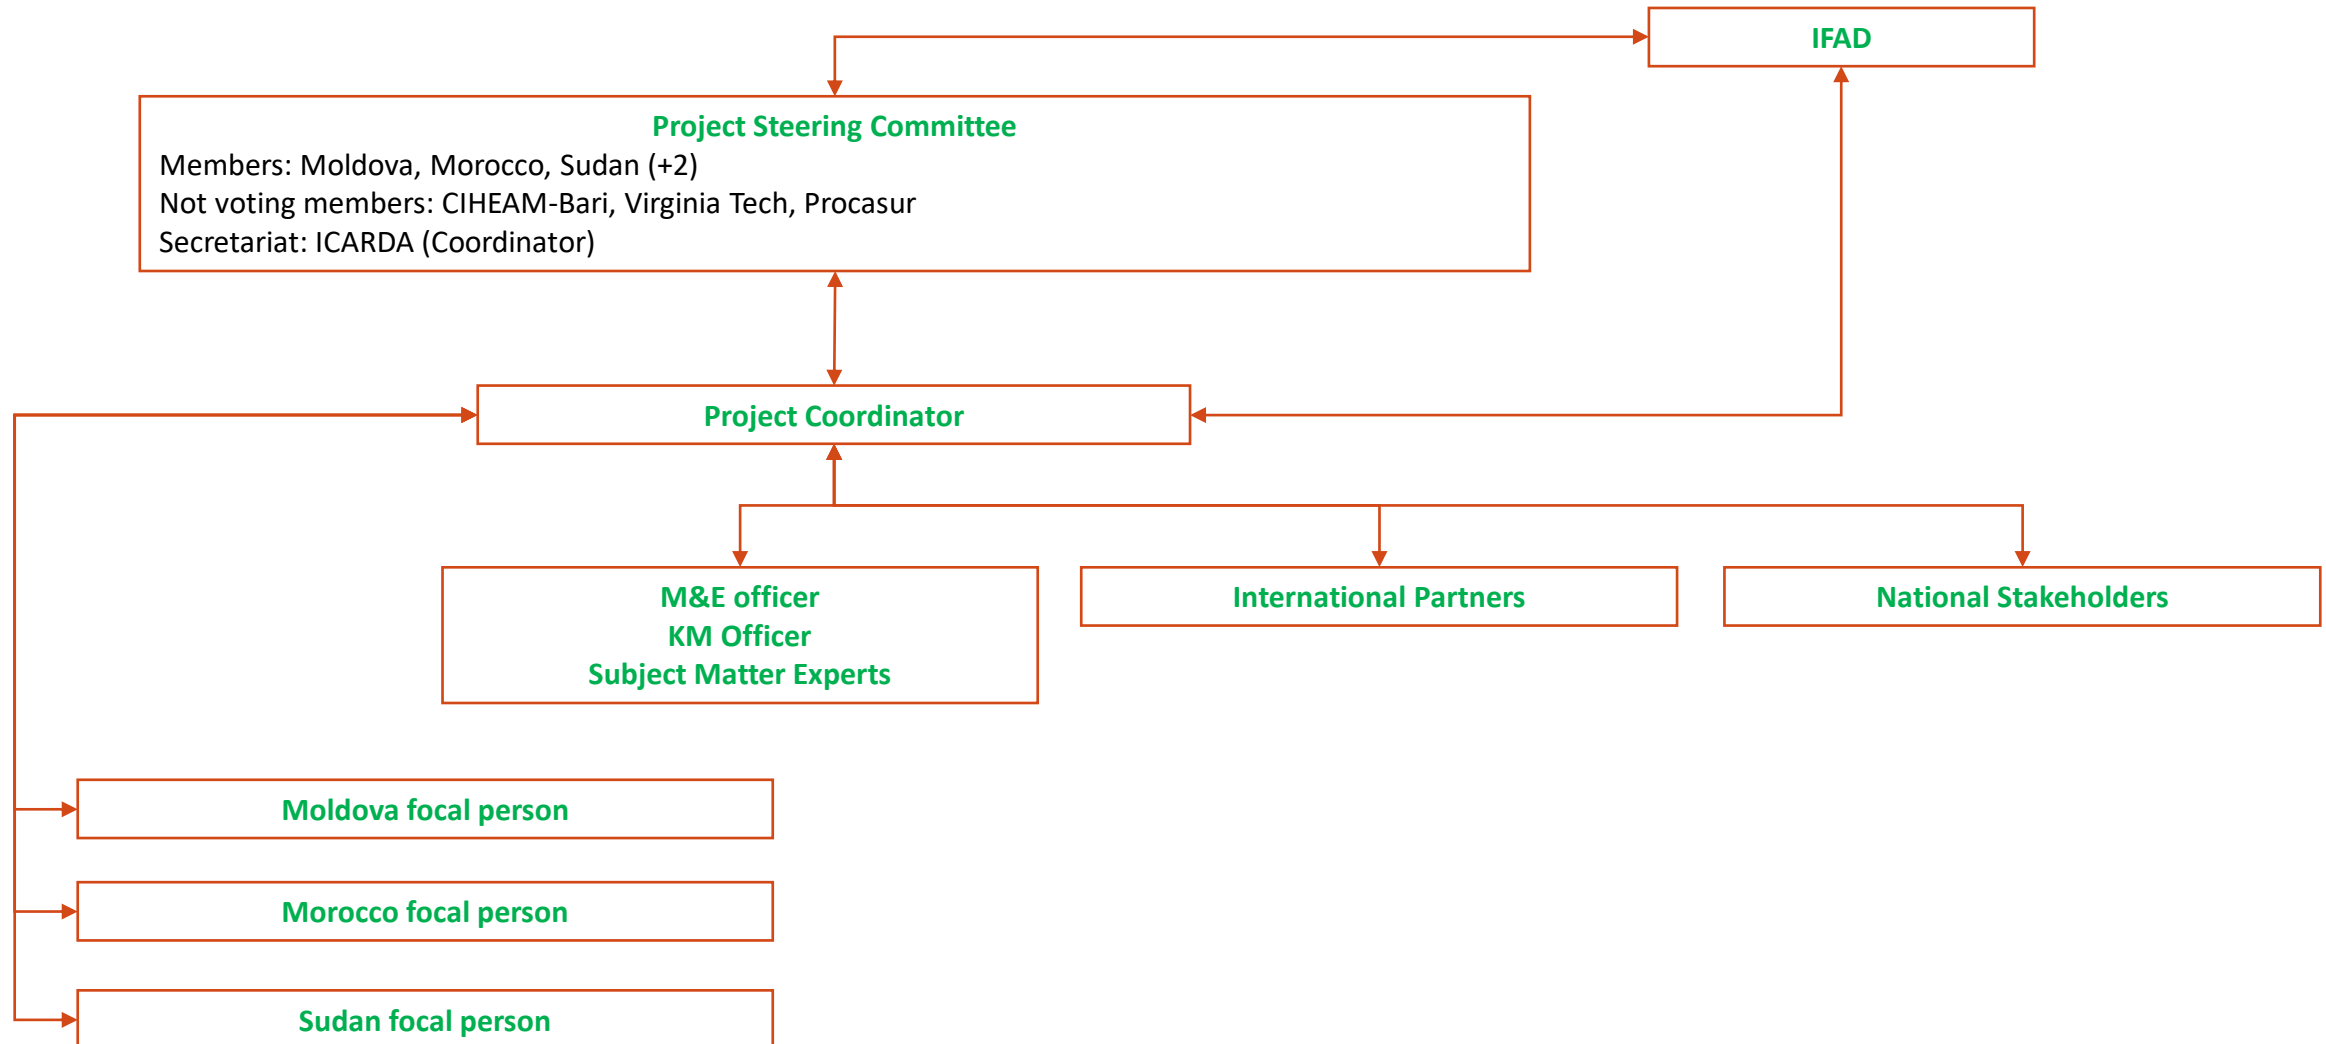 IFAD
Project Steering Committee
Members: Moldova, Morocco, Sudan (+2)
Not voting members: CIHEAM-Bari, Virginia Tech, Procasur
Secretariat: ICARDA (Coordinator)
Project Coordinator
M&E officer
KM Officer
Subject Matter Experts
International Partners
National Stakeholders
Moldova focal person
Morocco focal person
Sudan focal person